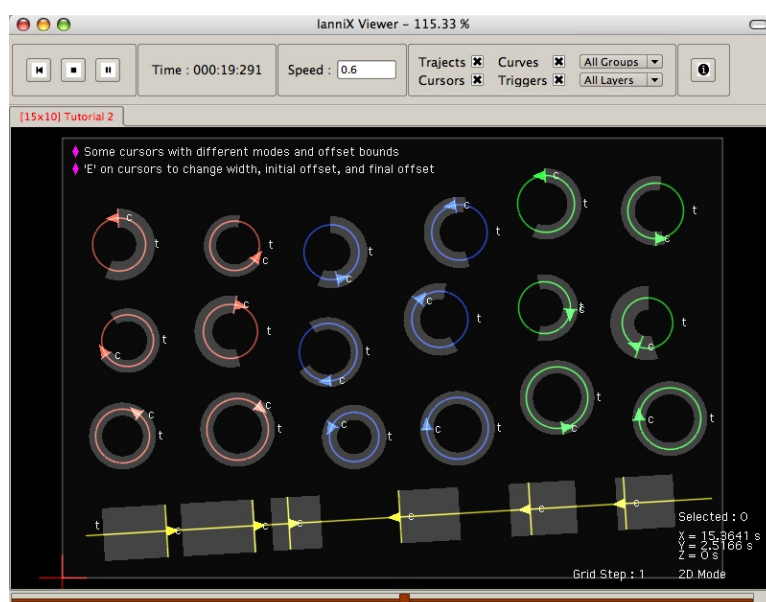 IanniX Viewer – 115.33 %
Time : 000:19:291
Speed : 0.6
Trajects Curves All Groups
Cursors Triggers All Layers
[15x10] Tutorial 2
Some cursors with different modes and offset bounds
'E' on cursors to change width, initial offset, and final offset
c c c
t t t c t c t c t c t
c c
t c t c t c t t c t
c c c c c c
t t t t t t
t c c c c c c
Selected : 0
X = 15.3641 s
Y = 2.5166 s
Z = 0 s
Grid Step : 1 2D Mode